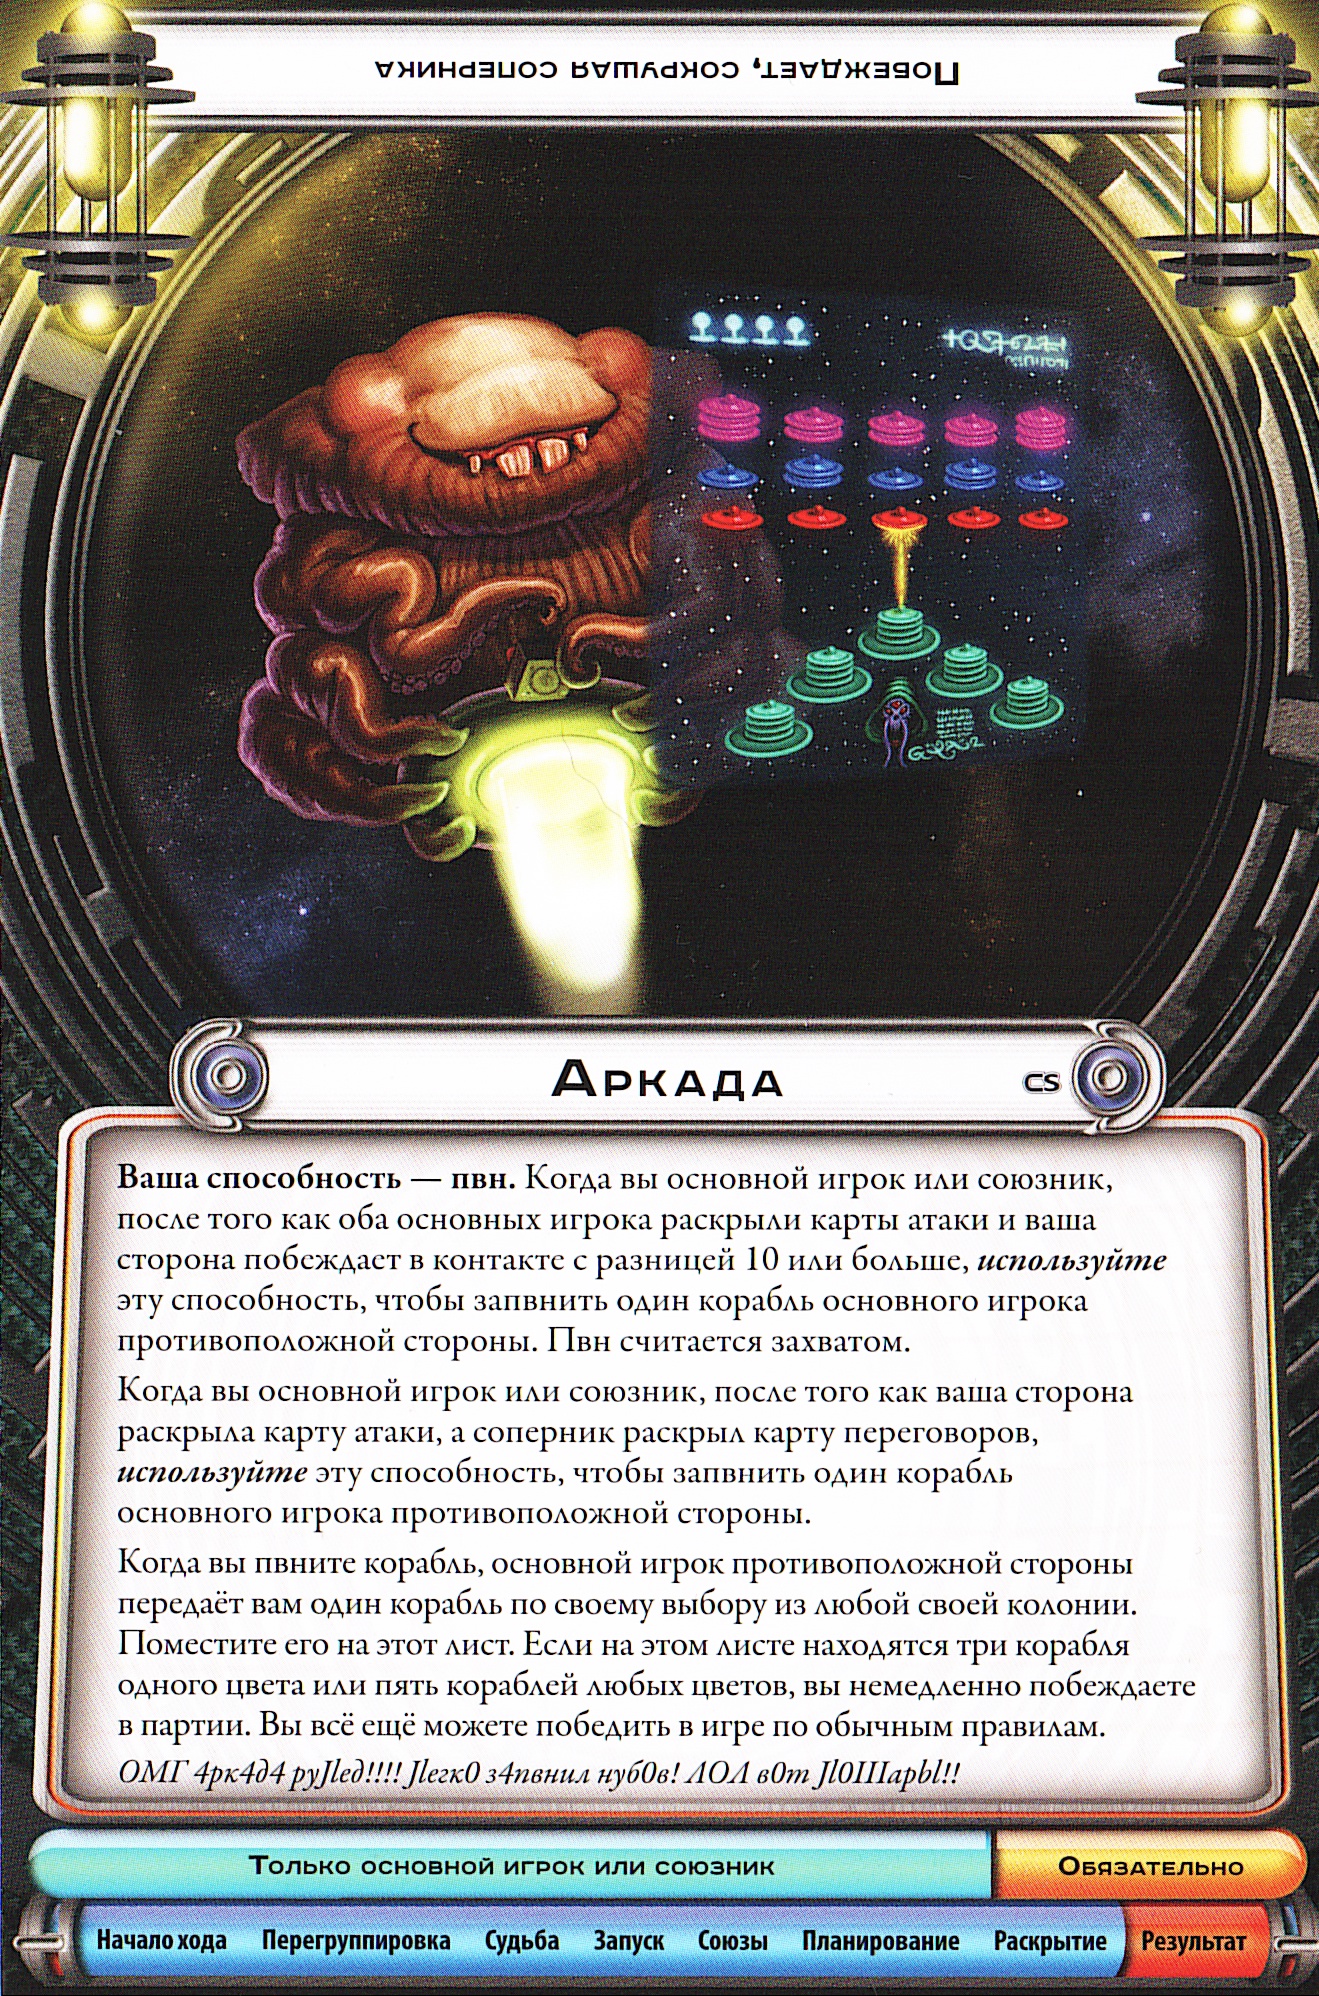 Побеждает, сокрушая соперника
Аркада
CS
Ваша способность — пвн. Когда вы основной игрок или союзник,
после того как оба основных игрока раскрыли карты атаки и ваша
сторона побеждает в контакте с разницей 10 или больше, используйте
эту способность, чтобы запвнить один корабль основного игрока
противоположной стороны. Пвн считается захватом.
Когда вы основной игрок или союзник, после того как ваша сторона
раскрыла карту атаки, а соперник раскрыл карту переговоров,
используйте эту способность, чтобы запвнить один корабль
основного игрока противоположной стороны.
Когда вы пвните корабль, основной игрок противоположной стороны
передаёт вам один корабль по своему выбору из любой своей колонии.
Поместите его на этот лист. Если на этом листе находятся три корабля
одного цвета или пять кораблей любых цветов, вы немедленно побеждаете
в партии. Вы всё ещё можете победить в игре по обычным правилам.
ОМГ 4рк4д4 руJleд!!!! Jlегк0 з4пвнил нуб0в! ЛОЛ в0т Jl0IIIарbl!!
Только основной игрок или союзник
Обязательно
Начало хода Перегруппировка Судьба Запуск Союзы Планирование Раскрытие Результат